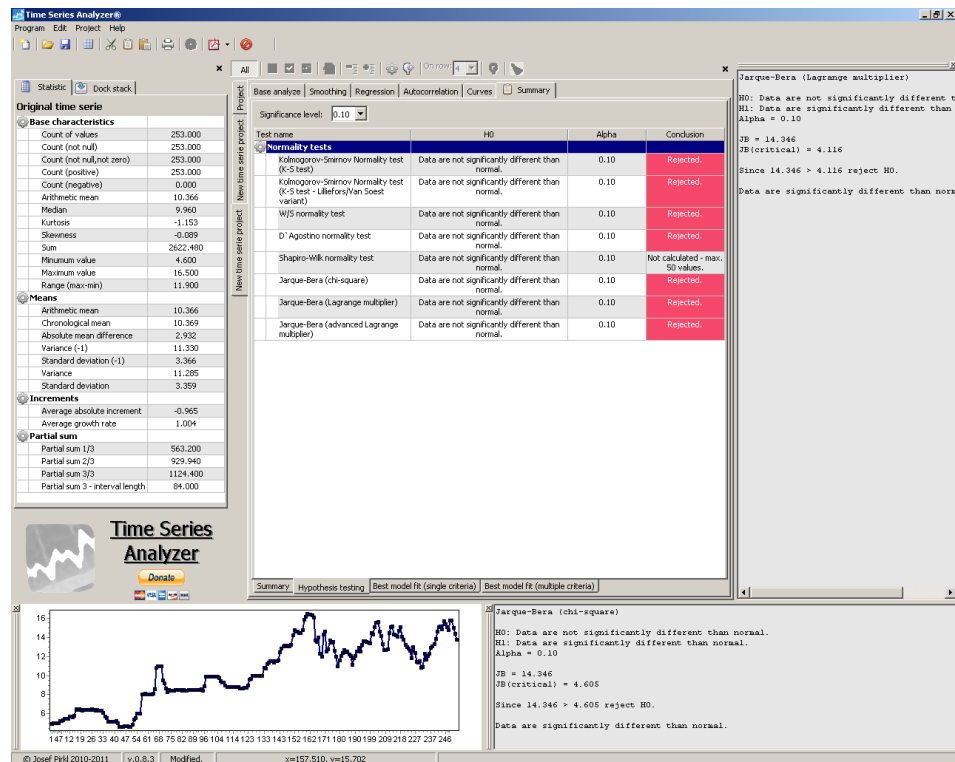 Time Series Analyzer®
Program Edit Project Help
All
On row: 4
Statistic Dock stack
Original time serie
Base characteristics
Count of values 253.000
Count (not null) 253.000
Count (not null,not zero) 253.000
Count (positive) 253.000
Count (negative) 0.000
Arithmetic mean 10.366
Median 9.960
Kurtosis -1.153
Skewness -0.089
Sum 2622.480
Minumum value 4.600
Maximum value 16.500
Range (max-min) 11.900
Means
Arithmetic mean 10.366
Chronological mean 10.369
Absolute mean difference 2.932
Variance (-1) 11.330
Standard deviation (-1) 3.366
Variance 11.285
Standard deviation 3.359
Increments
Average absolute increment -0.965
Average growth rate 1.004
Partial sum
Partial sum 1/3 563.200
Partial sum 2/3 929.940
Partial sum 3/3 1124.400
Partial sum 3 - interval length 84.000
Time Series
Analyzer
Donate
Project
New time serie project
New time serie project
Base analyze Smoothing Regression Autocorrelation Curves Summary
Significance level: 0.10
Test name H0 Alpha Conclusion
Normality tests
Kolmogorov-Smirnov Normality test (K-S test) Data are not significantly different than normal. 0.10 Rejected.
Kolmogorov-Smirnov Normality test (K-S test - Lilliefors/Van Soest variant) Data are not significantly different than normal. 0.10 Rejected.
W/S normality test Data are not significantly different than normal. 0.10 Rejected.
D`Agostino normality test Data are not significantly different than normal. 0.10 Rejected.
Shapiro-Wilk normality test Data are not significantly different than normal. 0.10 Not calculated - max. 50 values.
Jarque-Bera (chi-square) Data are not significantly different than normal. 0.10 Rejected.
Jarque-Bera (Lagrange multiplier) Data are not significantly different than normal. 0.10 Rejected.
Jarque-Bera (advanced Lagrange multiplier) Data are not significantly different than normal. 0.10 Rejected.
Summary Hypothesis testing Best model fit (single criteria) Best model fit (multiple criteria)
Jarque-Bera (Lagrange multiplier)
H0: Data are not significantly different t
H1: Data are significantly different than
Alpha = 0.10
JB = 14.346
JB(critical) = 4.116
Since 14.346 > 4.116 reject H0.
Data are significantly different than norm
16
14
12
10
8
6
1 4 7 12 19 26 33 40 47 54 61 68 75 82 89 96 104 114 123 133 143 152 162 171 180 190 199 209 218 227 237 246
Jarque-Bera (chi-square)
H0: Data are not significantly different than normal.
H1: Data are significantly different than normal.
Alpha = 0.10
JB = 14.346
JB(critical) = 4.605
Since 14.346 > 4.605 reject H0.
Data are significantly different than normal.
© Josef Pirkl 2010-2011 v.0.8.3 Modified. x=157.510, y=15.702